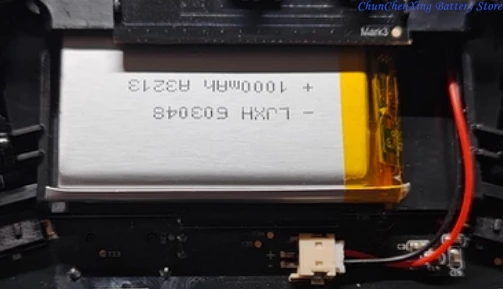 ChunChenXing Battery Store
Mark3
- LJXH 603048
+ 1000mAh A3213